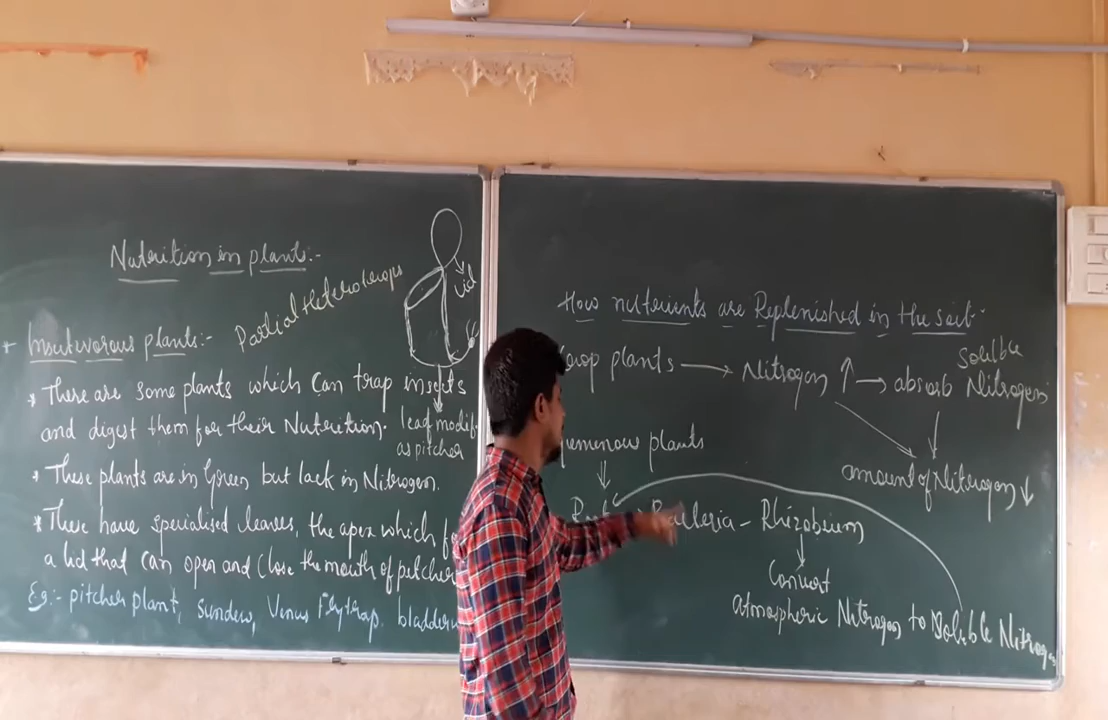 Nutrition in plants:-
Partial Heterotrops
Lid
+ Insectivorous plants:-
* There are some plants which can trap insects
and digest them for their Nutrition.
leaf modif.
as pitcher
* These plants are in Green but lack in Nitrogen.
* These have specialised leaves, the apex which f
a lid that can open and close the mouth of pitcher
Eg:- pitcher plant, sundew, Venus flytrap. bladderw
How nutrients are Replenished in the soil-
crop plants → Nitrogen ↑ → absorb Soluble Nitrogen
amount of Nitrogen ↓
leguminous plants
Bacteria - Rhizobium
Convert
Atmospheric Nitrogen to Soluble Nitrogen